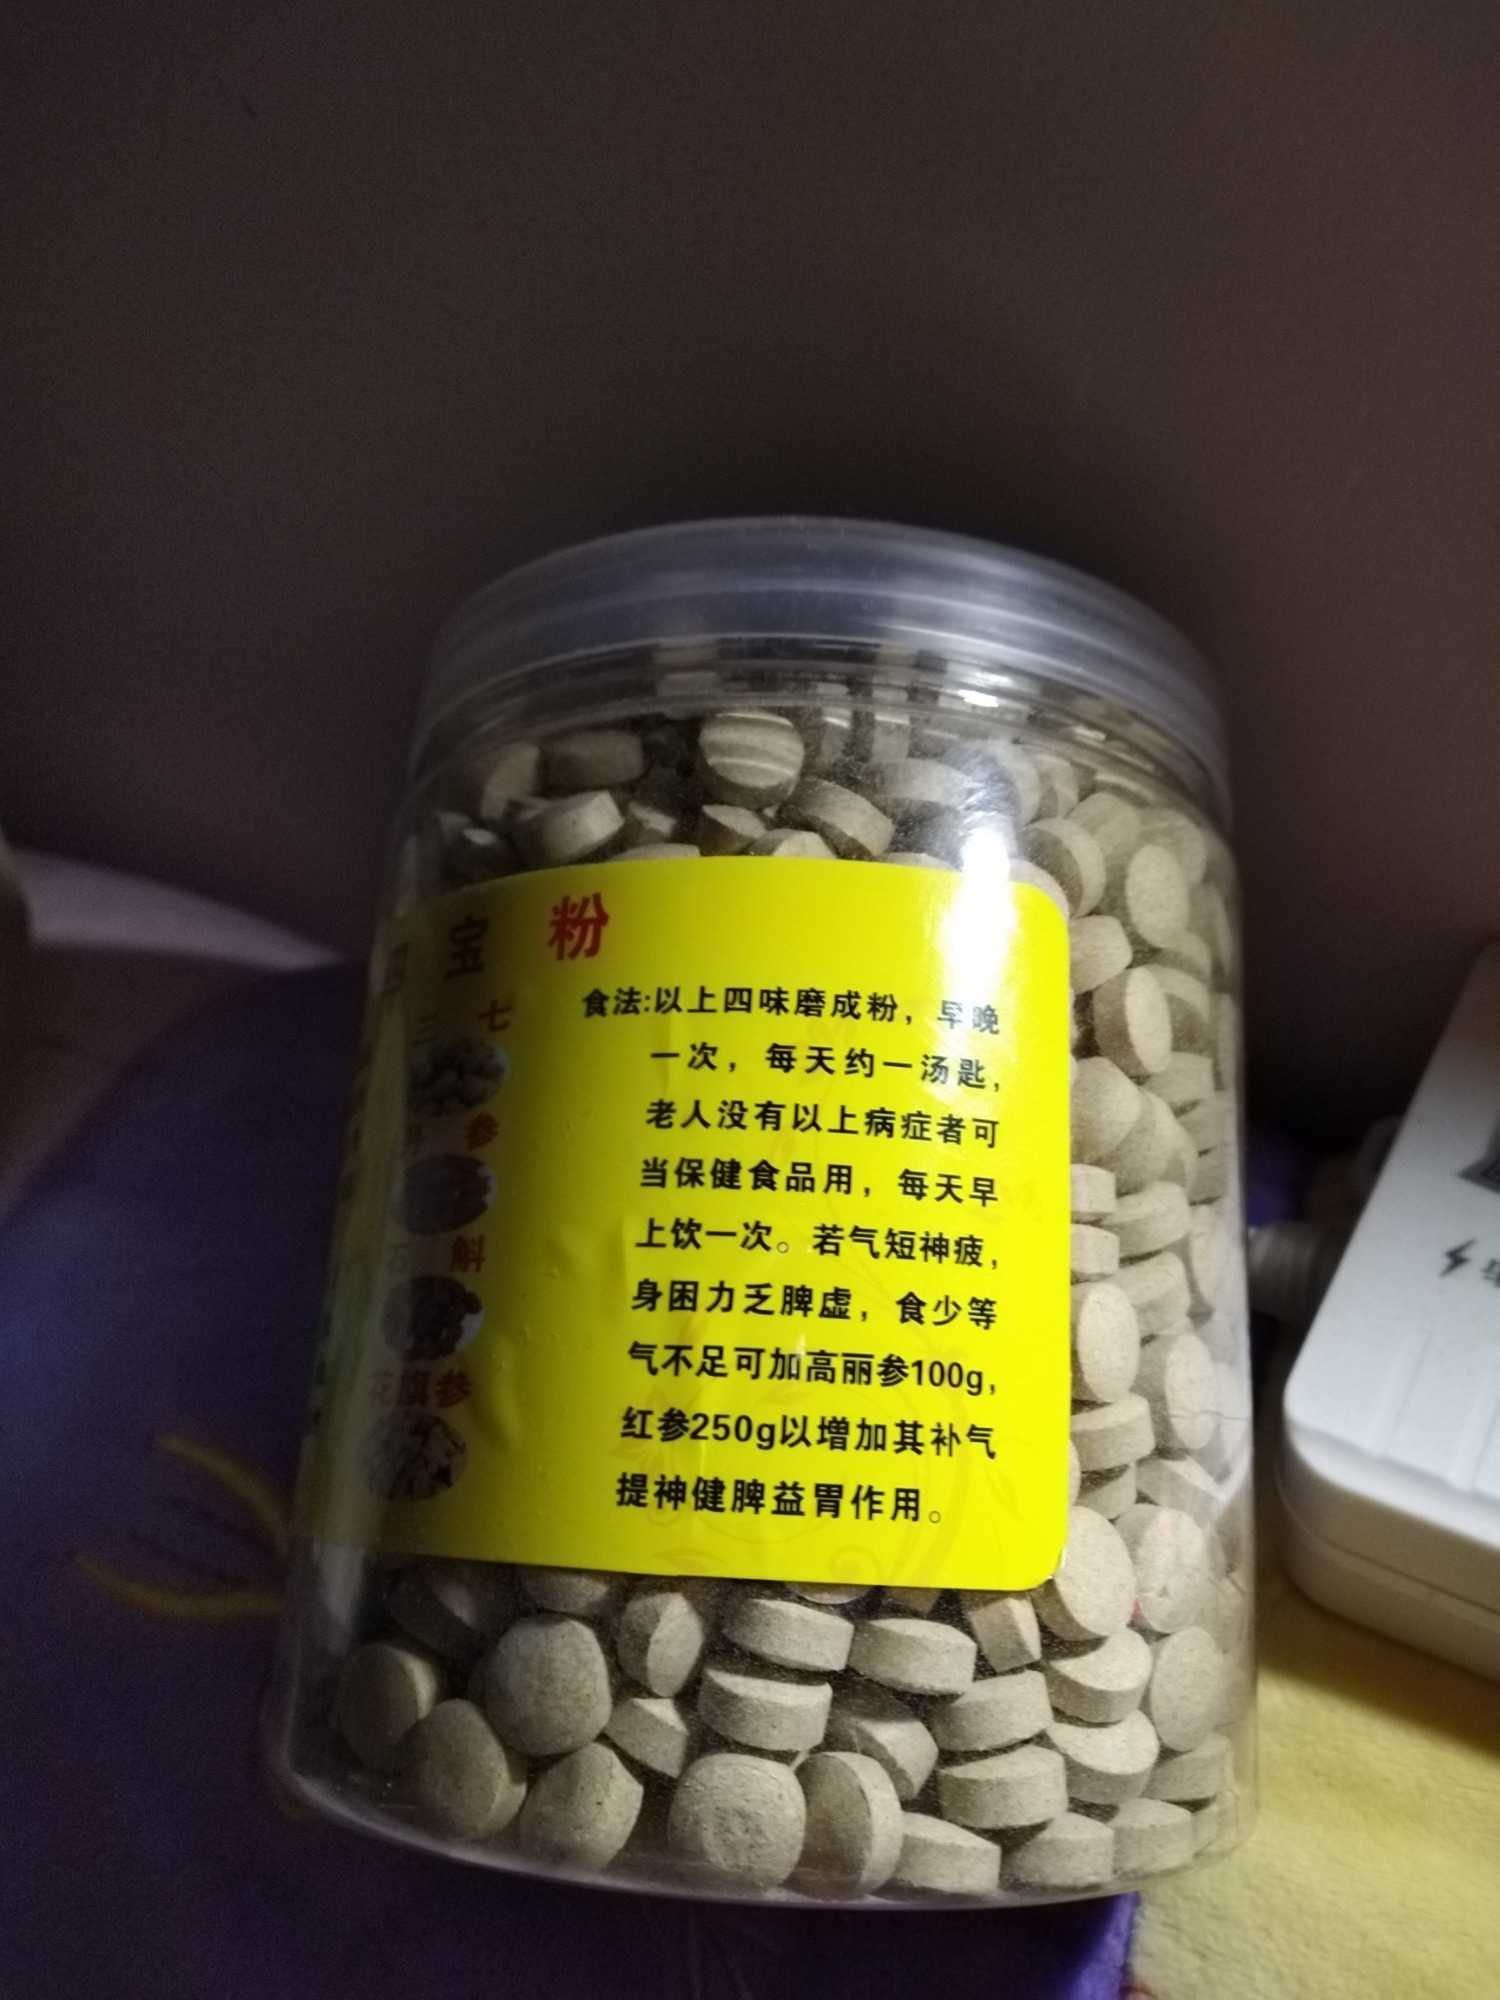 四宝粉
三七
丹参
石斛
花旗参
食法:以上四味磨成粉，早晚
一次，每天约一汤匙，
老人没有以上病症者可
当保健食品用，每天早
上饮一次。若气短神疲，
身困力乏脾虚，食少等
气不足可加高丽参100g，
红参250g以增加其补气
提神健脾益胃作用。